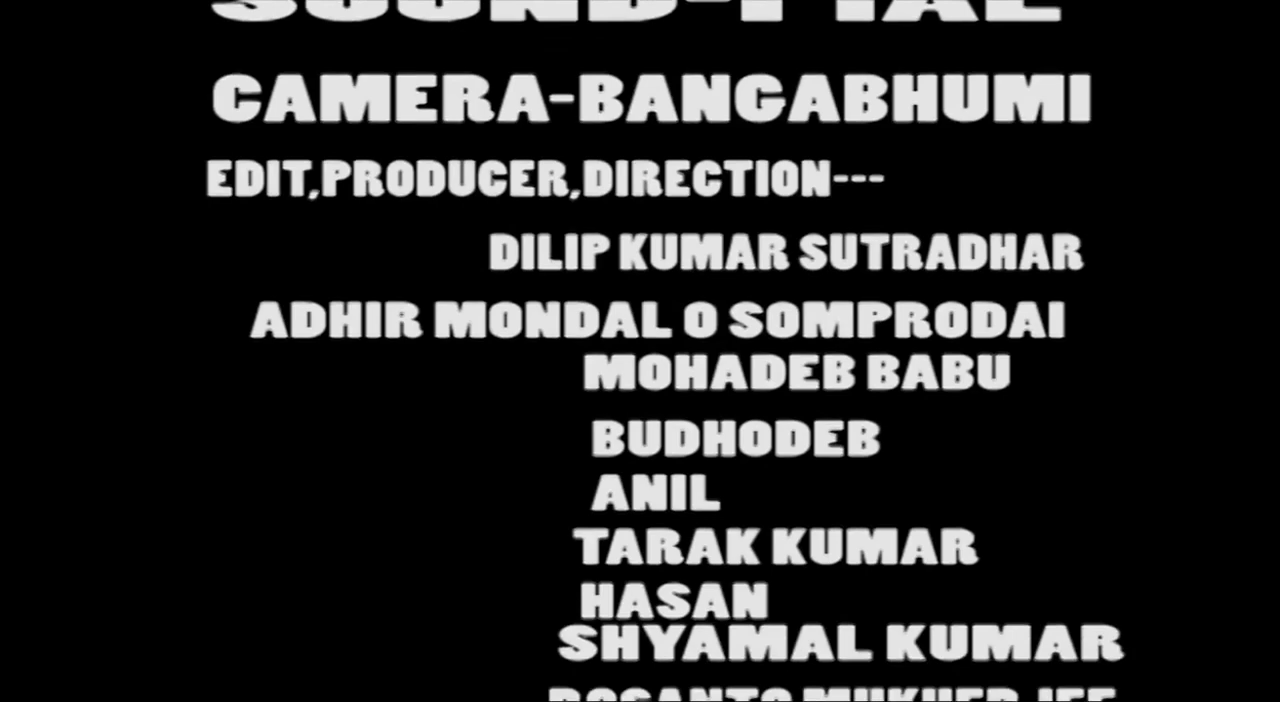 CAMERA-BANGABHUMI
EDIT,PRODUCER,DIRECTION---
DILIP KUMAR SUTRADHAR
ADHIR MONDAL O SOMPRODAI
MOHADEB BABU
BUDHODEB
ANIL
TARAK KUMAR
HASAN
SHYAMAL KUMAR